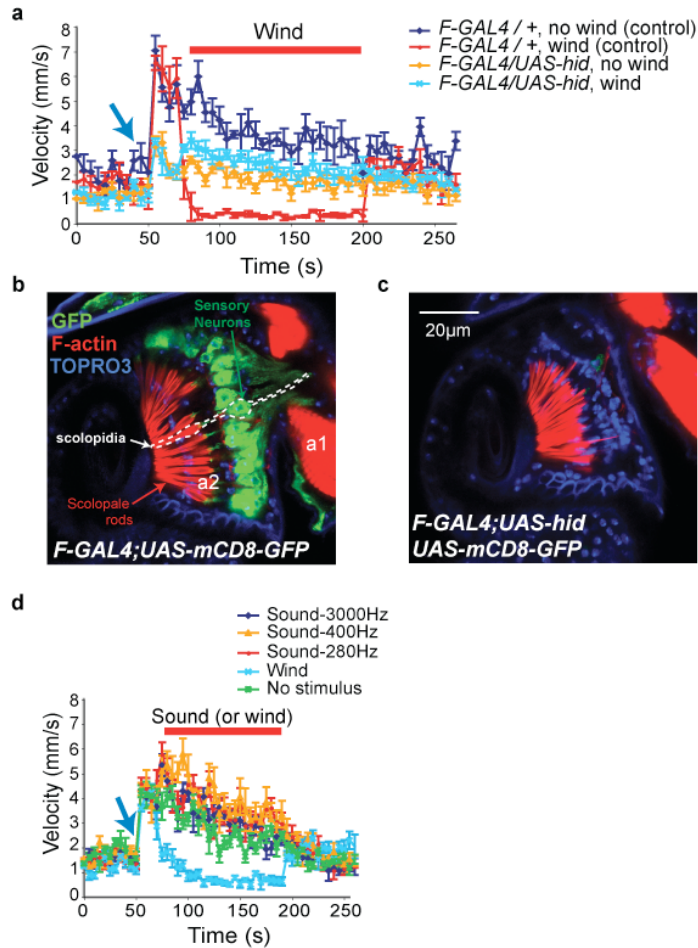 a
Wind
F-GAL4 / +, no wind (control)
F-GAL4 / +, wind (control)
F-GAL4/UAS-hid, no wind
F-GAL4/UAS-hid, wind
Velocity (mm/s)
8
7
6
5
4
3
2
1
0
0 50 100 150 200 250
Time (s)
b
GFP
F-actin
TOPRO3
Sensory
Neurons
scolopidia
a1
a2
Scolopale
rods
F-GAL4;UAS-mCD8-GFP
c
20μm
F-GAL4;UAS-hid
UAS-mCD8-GFP
d
Sound-3000Hz
Sound-400Hz
Sound-280Hz
Wind
No stimulus
Sound (or wind)
Velocity (mm/s)
8
7
6
5
4
3
2
1
0
0 50 100 150 200 250
Time (s)